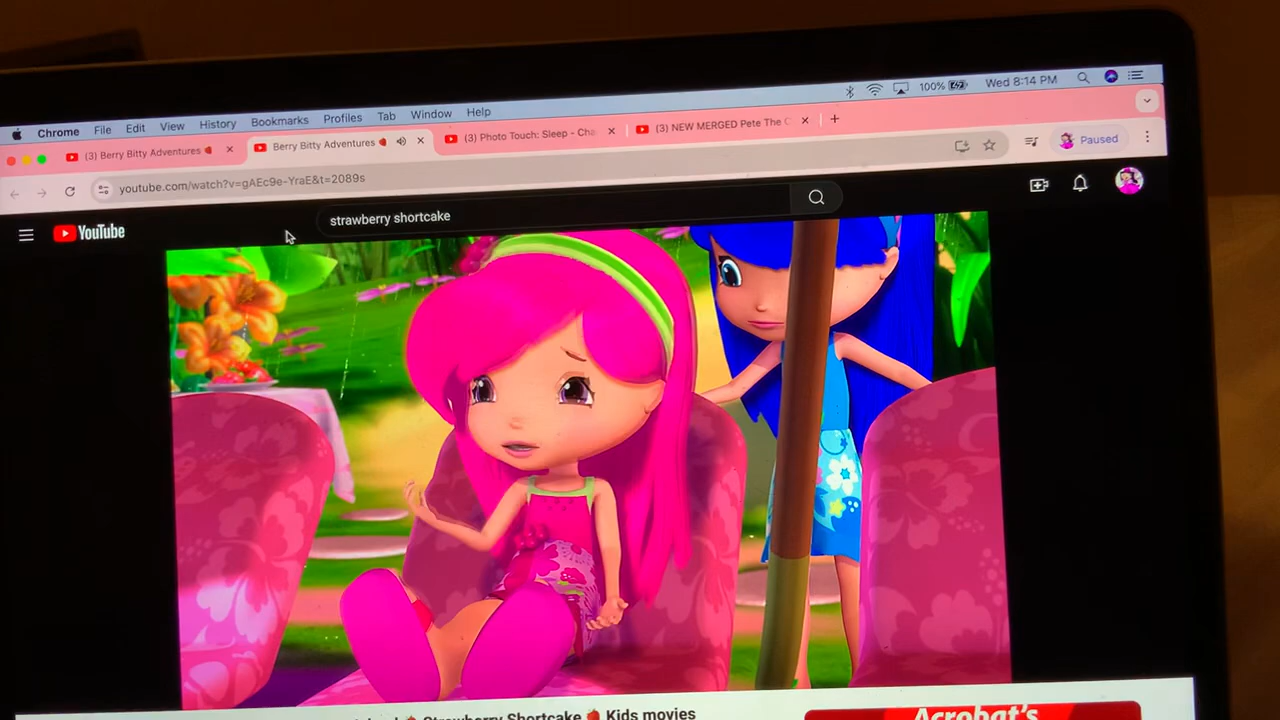 Chrome File Edit View History Bookmarks Profiles Tab Window Help 100% Wed 8:14 PM
(3) Berry Bitty Adventures 🍓 Berry Bitty Adventures 🍓 (3) Photo Touch: Sleep - Cha (3) NEW MERGED Pete The C
youtube.com/watch?v=gAEc9e-YraE&t=2089s Paused
YouTube strawberry shortcake
Strawberry Shortcake 🍓 Kids movies
Acrobat's